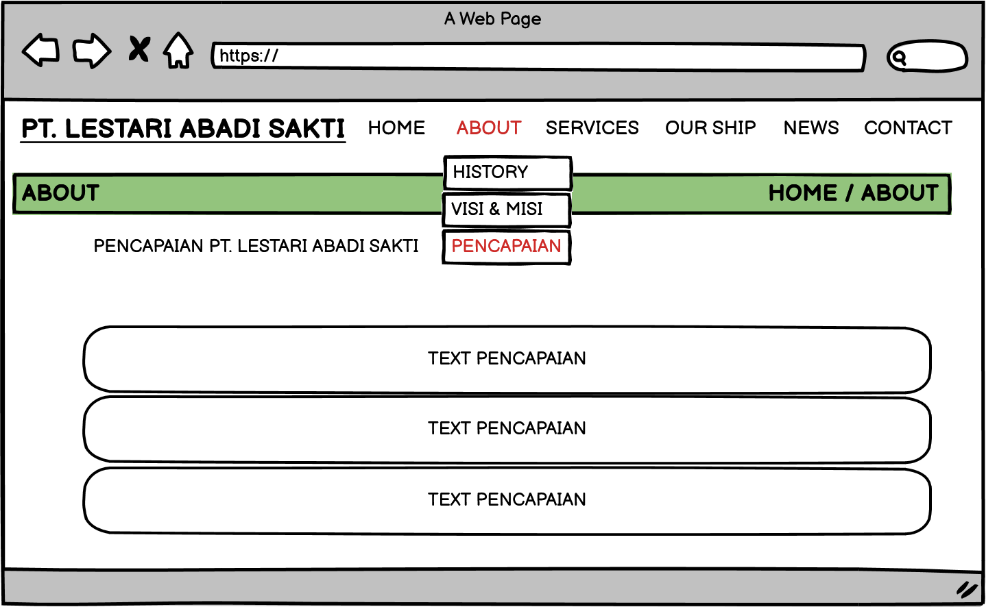 A Web Page
https://
PT. LESTARI ABADI SAKTI HOME ABOUT SERVICES OUR SHIP NEWS CONTACT
HISTORY
ABOUT VISI & MISI HOME / ABOUT
PENCAPAIAN PT. LESTARI ABADI SAKTI PENCAPAIAN
TEXT PENCAPAIAN
TEXT PENCAPAIAN
TEXT PENCAPAIAN